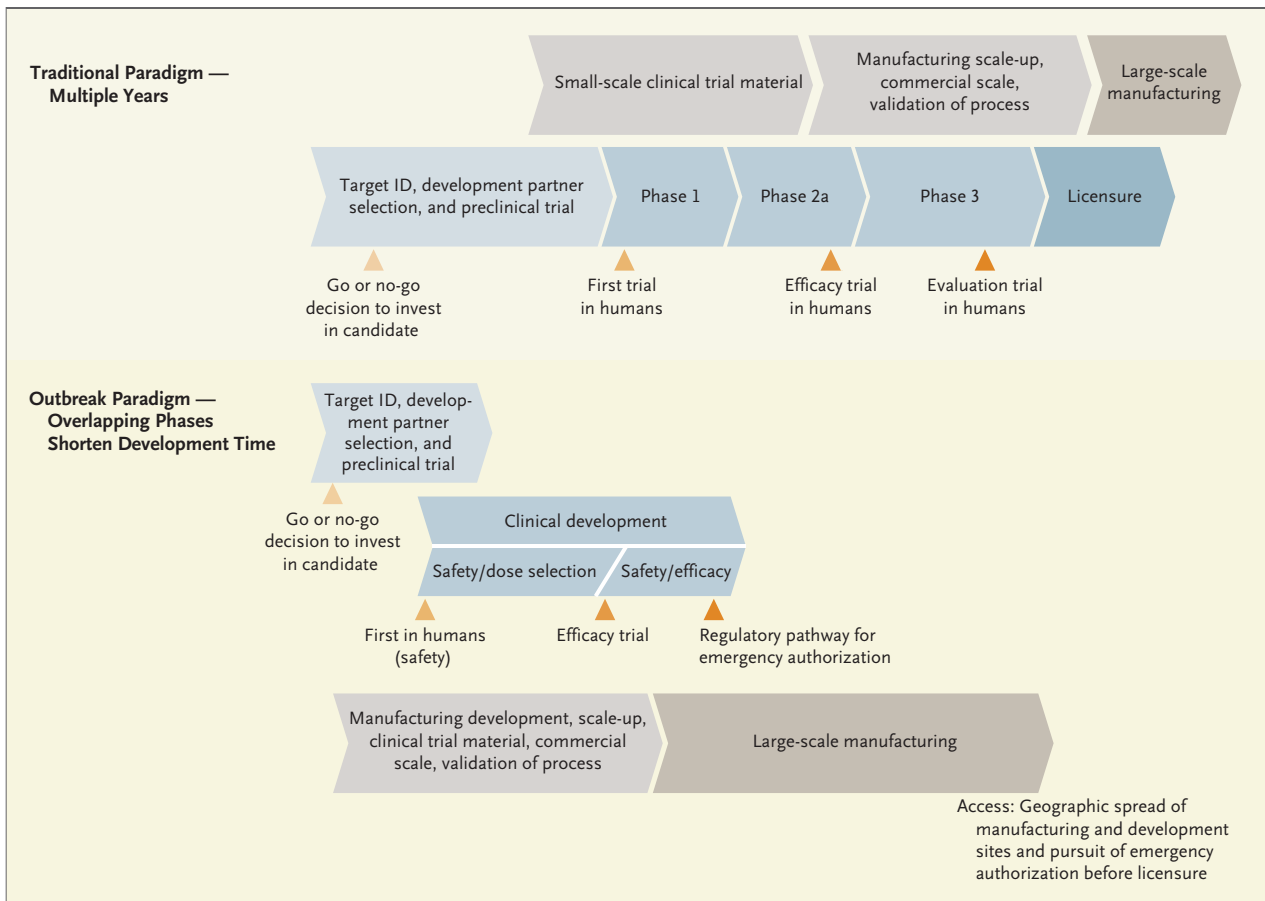 Traditional Paradigm —
Multiple Years
Small-scale clinical trial material
Manufacturing scale-up,
commercial scale,
validation of process
Large-scale
manufacturing
Target ID, development partner
selection, and preclinical trial
Phase 1
Phase 2a
Phase 3
Licensure
Go or no-go
decision to invest
in candidate
First trial
in humans
Efficacy trial
in humans
Evaluation trial
in humans
Outbreak Paradigm —
Overlapping Phases
Shorten Development Time
Target ID, develop-
ment partner
selection, and
preclinical trial
Go or no-go
decision to invest
in candidate
Clinical development
Safety/dose selection
Safety/efficacy
First in humans
(safety)
Efficacy trial
Regulatory pathway for
emergency authorization
Manufacturing development, scale-up,
clinical trial material, commercial
scale, validation of process
Large-scale manufacturing
Access: Geographic spread of
manufacturing and development
sites and pursuit of emergency
authorization before licensure